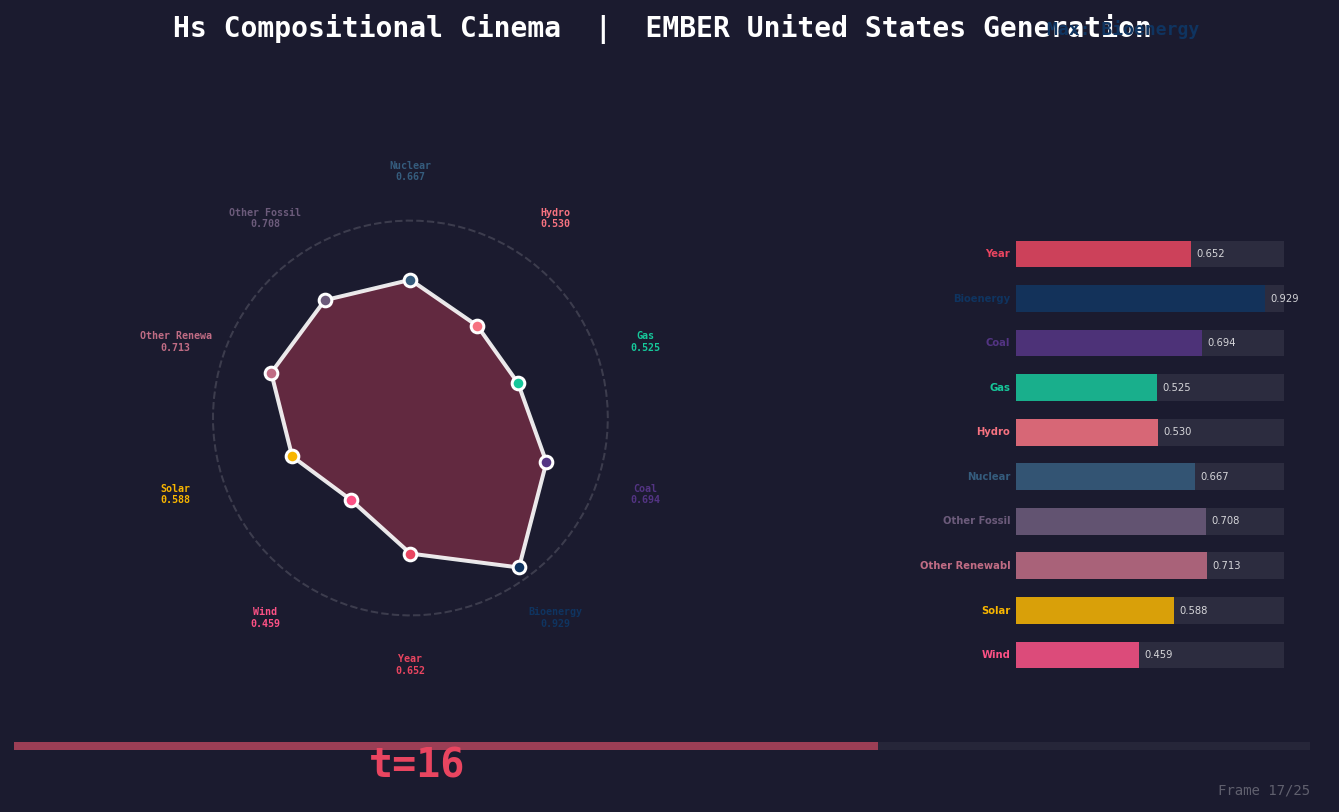 Hs Compositional Cinema | EMBER United States Generation
Bioenergy
Nuclear
0.667
Other Fossil
0.708
Hydro
0.530
Other Renewa
0.713
Gas
0.525
Solar
0.588
Coal
0.694
Wind
0.459
Bioenergy
0.929
Year
0.652
Year
0.652
Bioenergy
0.929
Coal
0.694
Gas
0.525
Hydro
0.530
Nuclear
0.667
Other Fossil
0.708
Other Renewabl
0.713
Solar
0.588
Wind
0.459
t=16
Frame 17/25